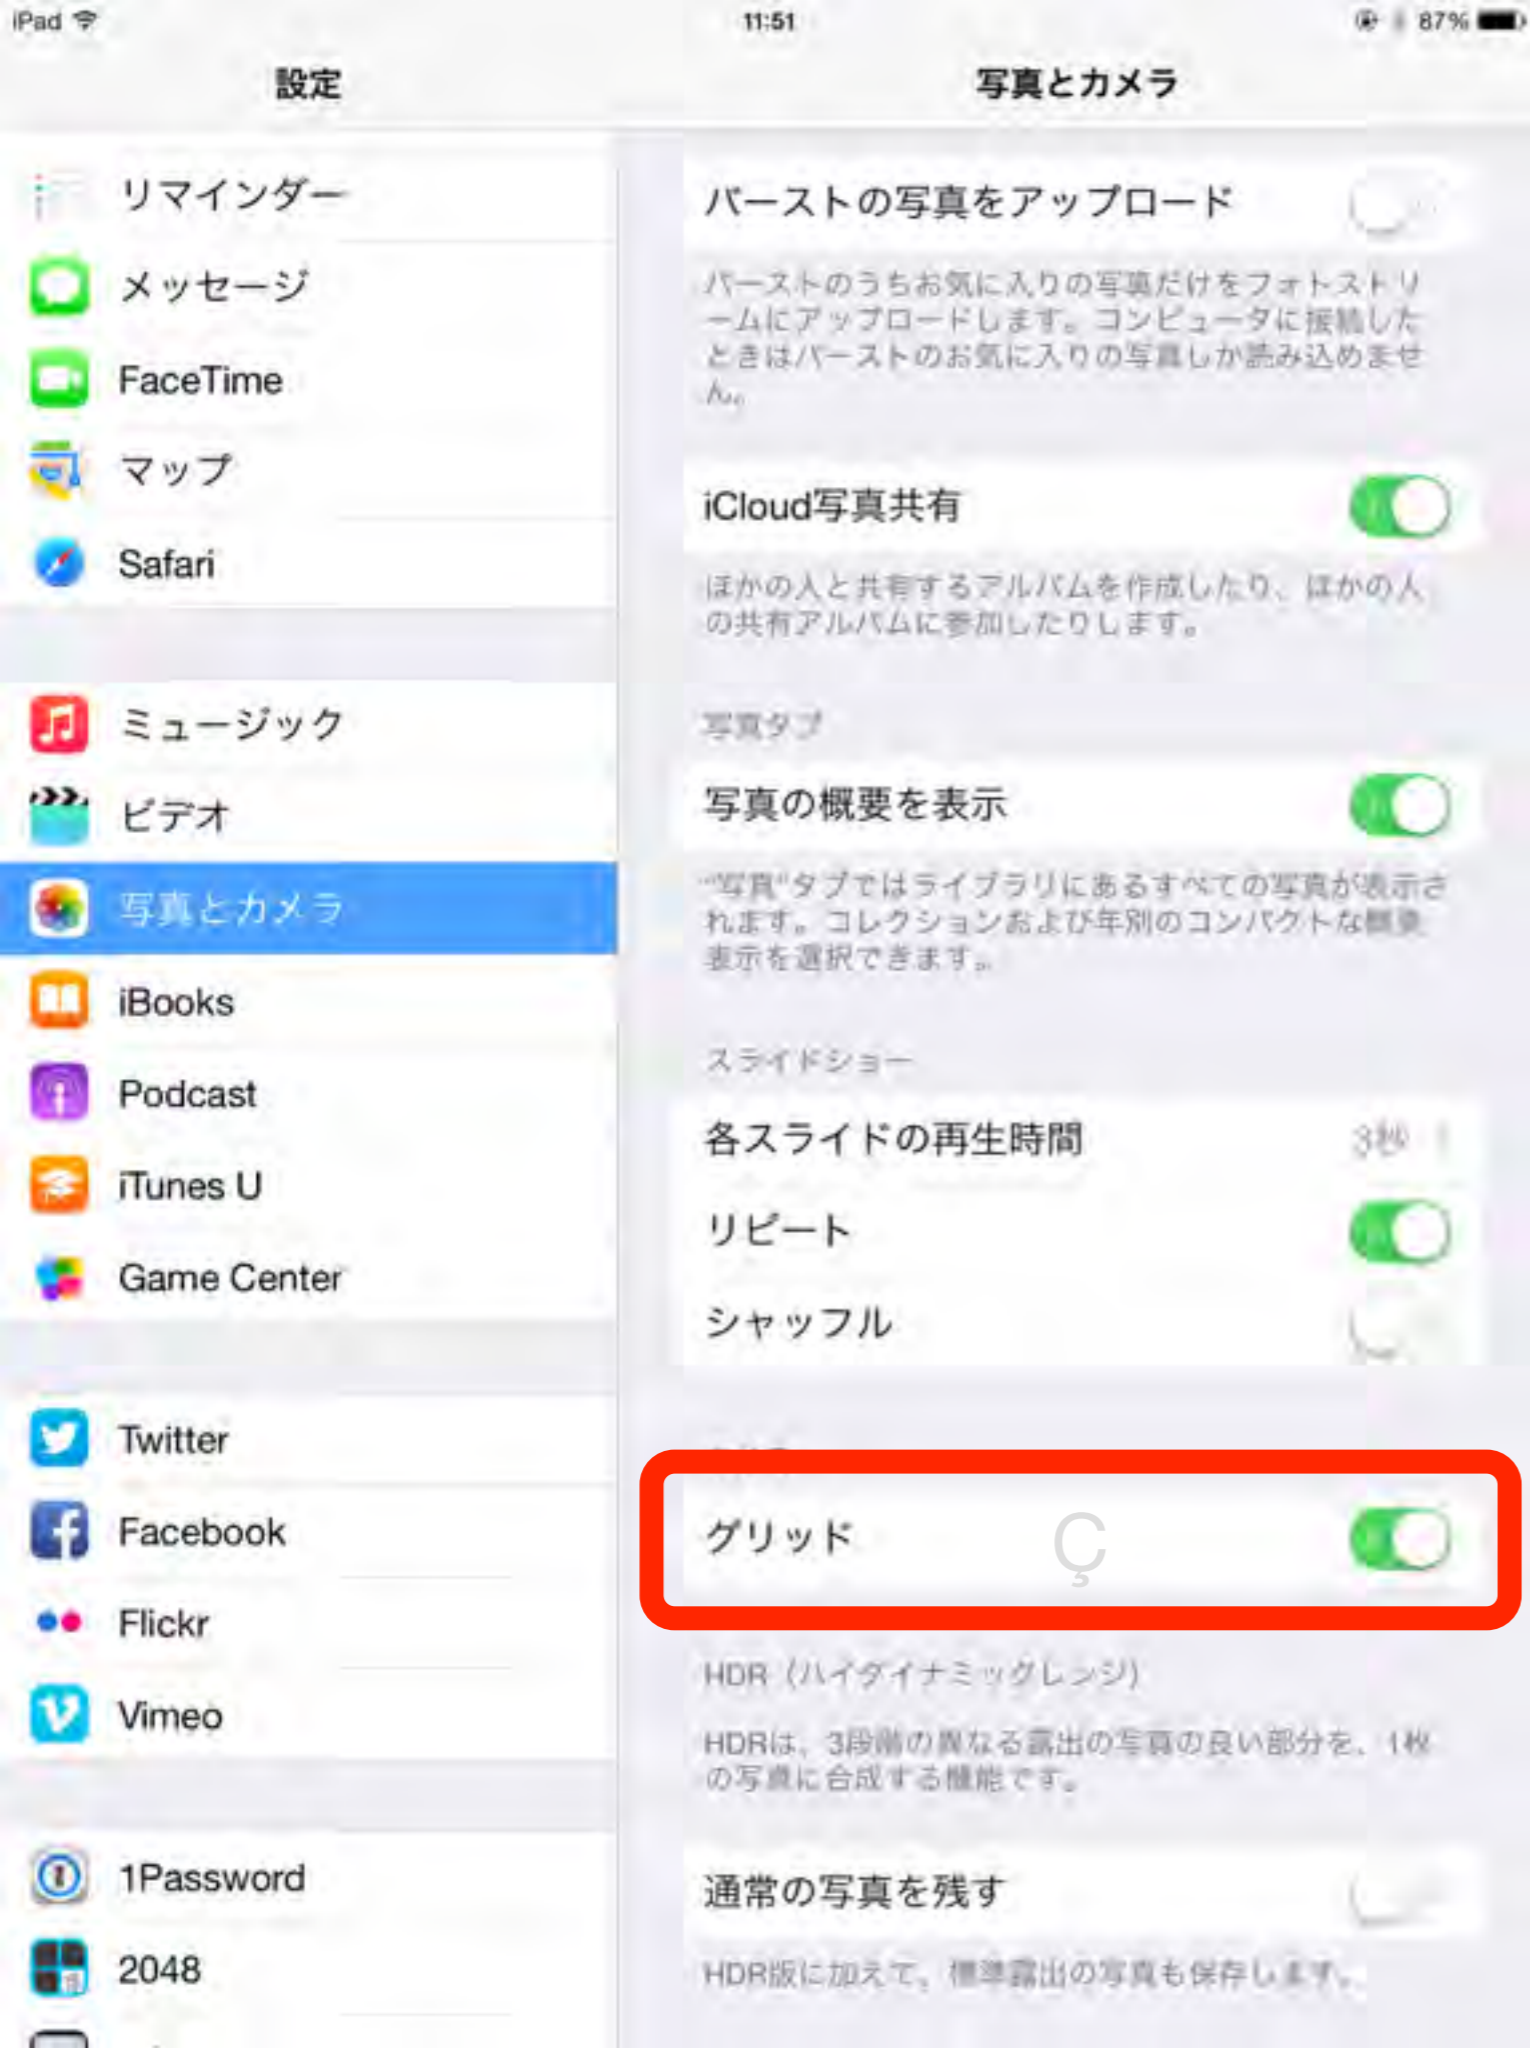 iPad
11:51
87%
設定
写真とカメラ
リマインダー
メッセージ
FaceTime
マップ
Safari
ミュージック
ビデオ
写真とカメラ
iBooks
Podcast
iTunes U
Game Center
Twitter
Facebook
Flickr
Vimeo
1Password
2048
バーストの写真をアップロード
バーストのうちお気に入りの写真だけをフォトストリ
ームにアップロードします。コンピュータに接続した
ときはバーストのお気に入りの写真しか読み込めませ
ん。
iCloud写真共有
ほかの人と共有するアルバムを作成したり、ほかの人
の共有アルバムに参加したりします。
写真タブ
写真の概要を表示
"写真"タブではライブラリにあるすべての写真が表示さ
れます。コレクションおよび年別のコンパクトな概要
表示を選択できます。
スライドショー
各スライドの再生時間
3秒
リピート
シャッフル
グリッド
Ç
HDR（ハイダイナミックレンジ）
HDRは、3段階の異なる露出の写真の良い部分を、1枚
の写真に合成する機能です。
通常の写真を残す
HDR版に加えて、標準露出の写真も保存します。